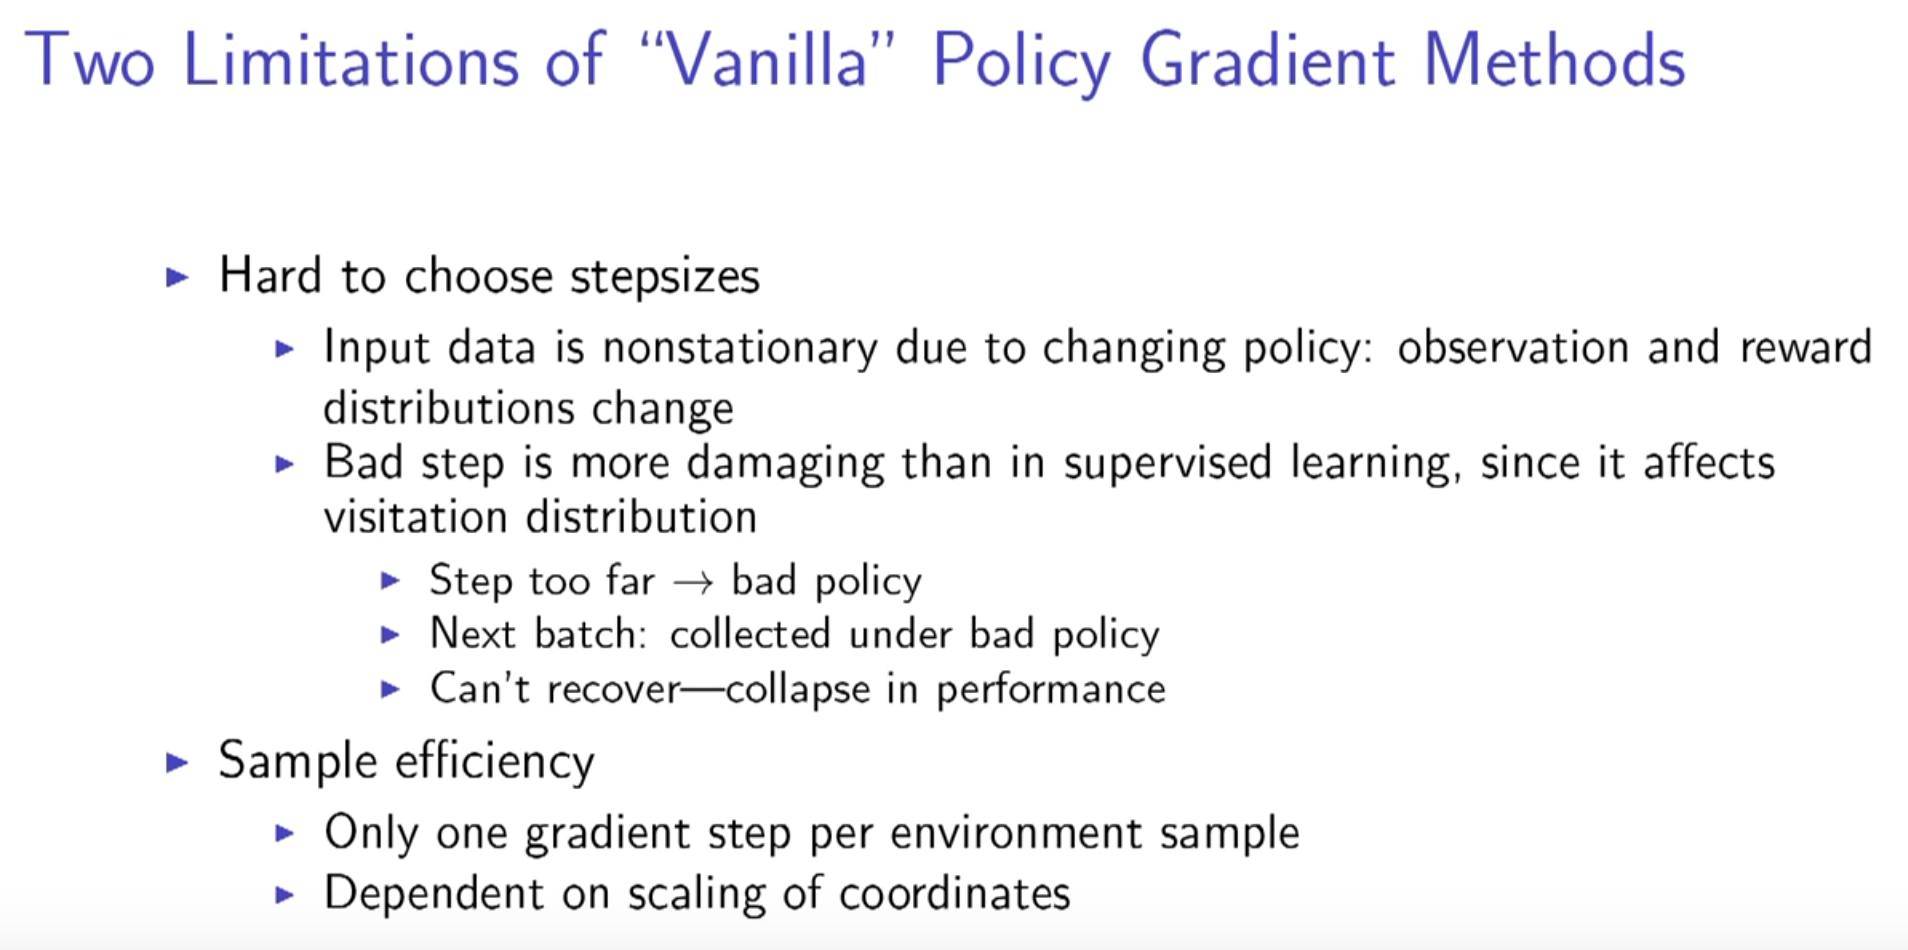 Two Limitations of “Vanilla” Policy Gradient Methods
▶ Hard to choose stepsizes
▶ Input data is nonstationary due to changing policy: observation and reward
distributions change
▶ Bad step is more damaging than in supervised learning, since it affects
visitation distribution
▶ Step too far → bad policy
▶ Next batch: collected under bad policy
▶ Can't recover—collapse in performance
▶ Sample efficiency
▶ Only one gradient step per environment sample
▶ Dependent on scaling of coordinates